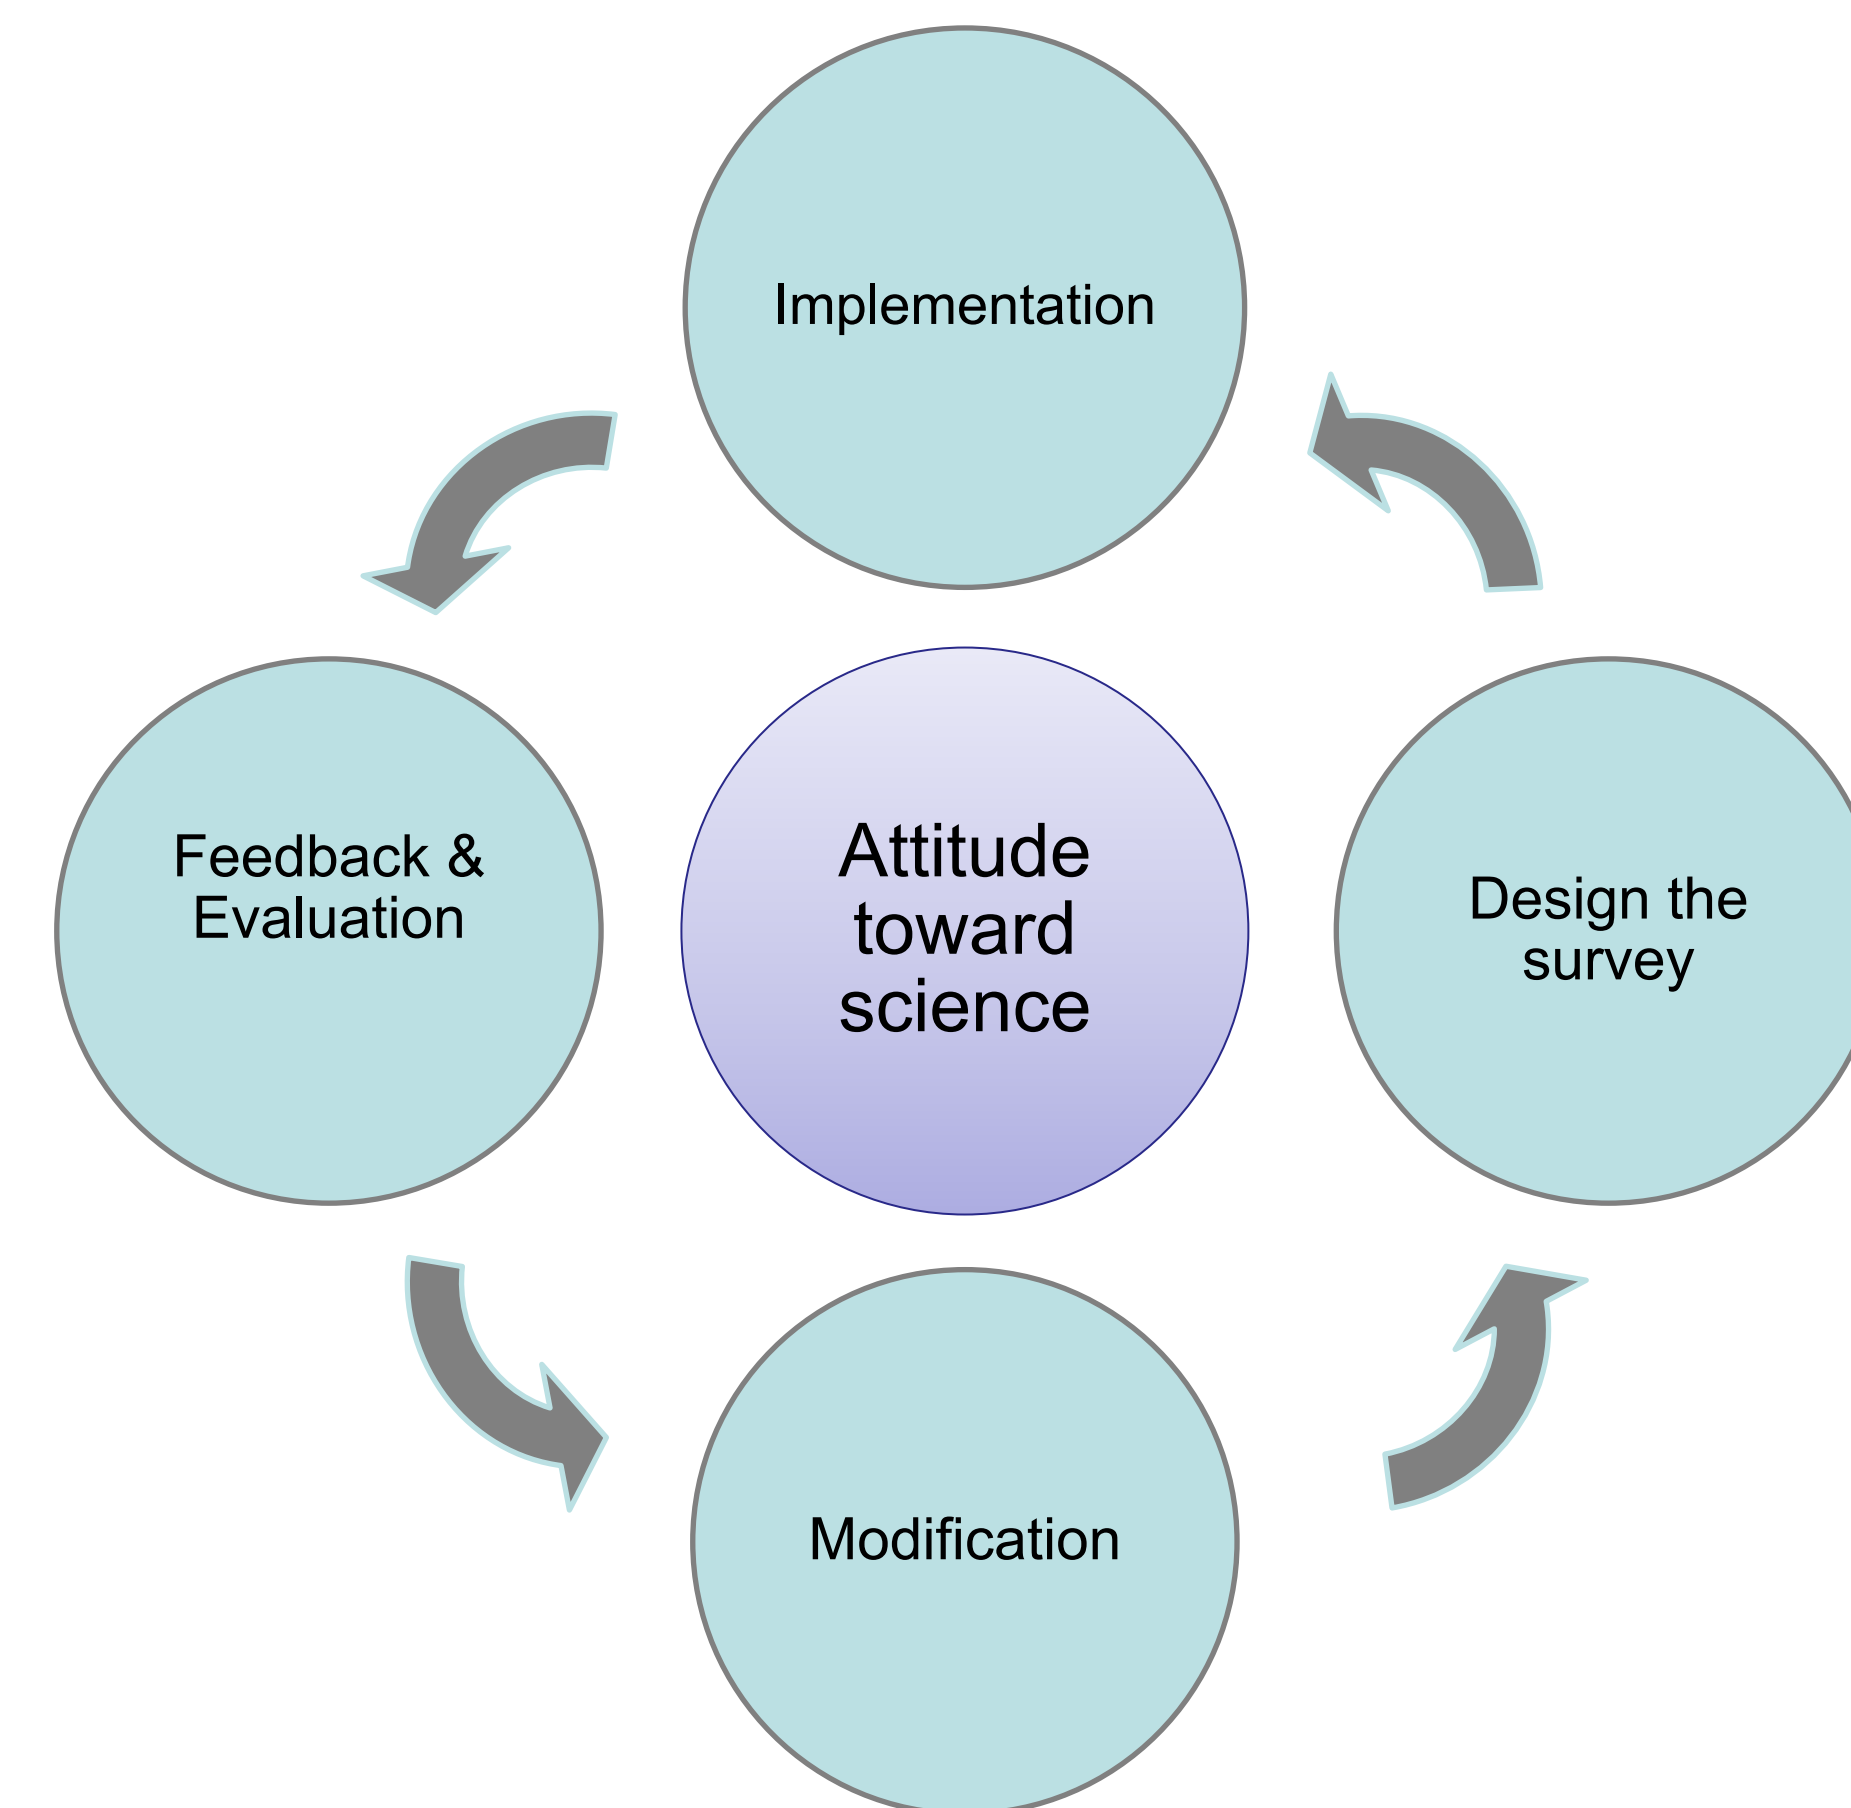 Implementation
Feedback &
Evaluation
Attitude
toward
science
Design the
survey
Modification